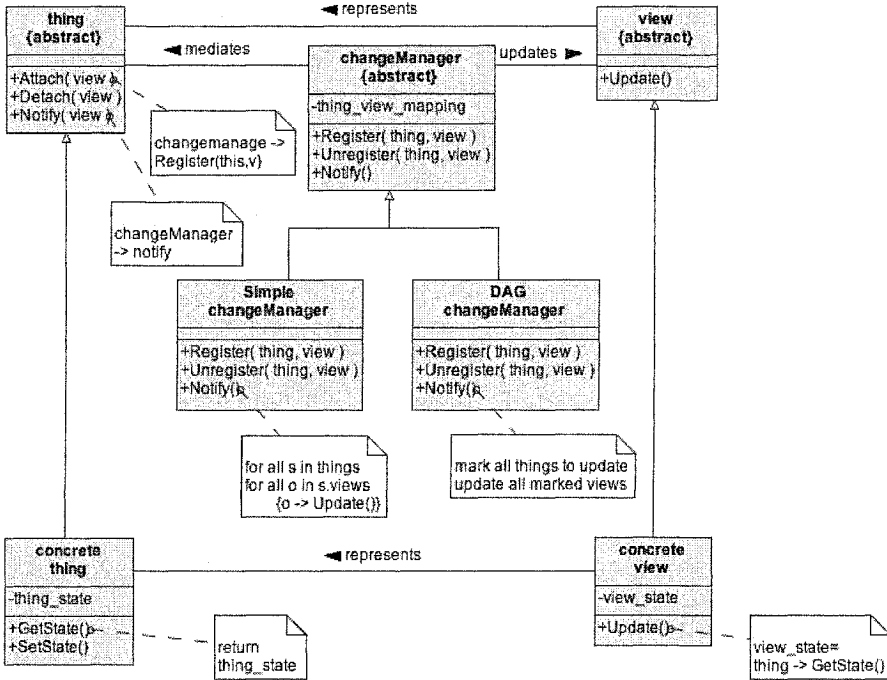 thing
{abstract}
+Attach( view )
+Detach( view )
+Notify( view )
◄ represents
view
{abstract}
+Update()
◄ mediates
changeManager
{abstract}
-thing_view_mapping
+Register( thing, view )
+Unregister( thing, view )
+Notify()
updates ►
changemanage ->
Register(this,v}
changeManager
-> notify
Simple
changeManager
+Register( thing, view )
+Unregister( thing, view )
+Notify()
DAG
changeManager
+Register( thing, view )
+Unregister( thing, view )
+Notify()
for all s in things
for all o in s.views
{o -> Update()}
mark all things to update
update all marked views
concrete
thing
-thing_state
+GetState()
+SetState()
◄ represents
concrete
view
-view_state
+Update()
return
thing_state
view_state=
thing -> GetState()